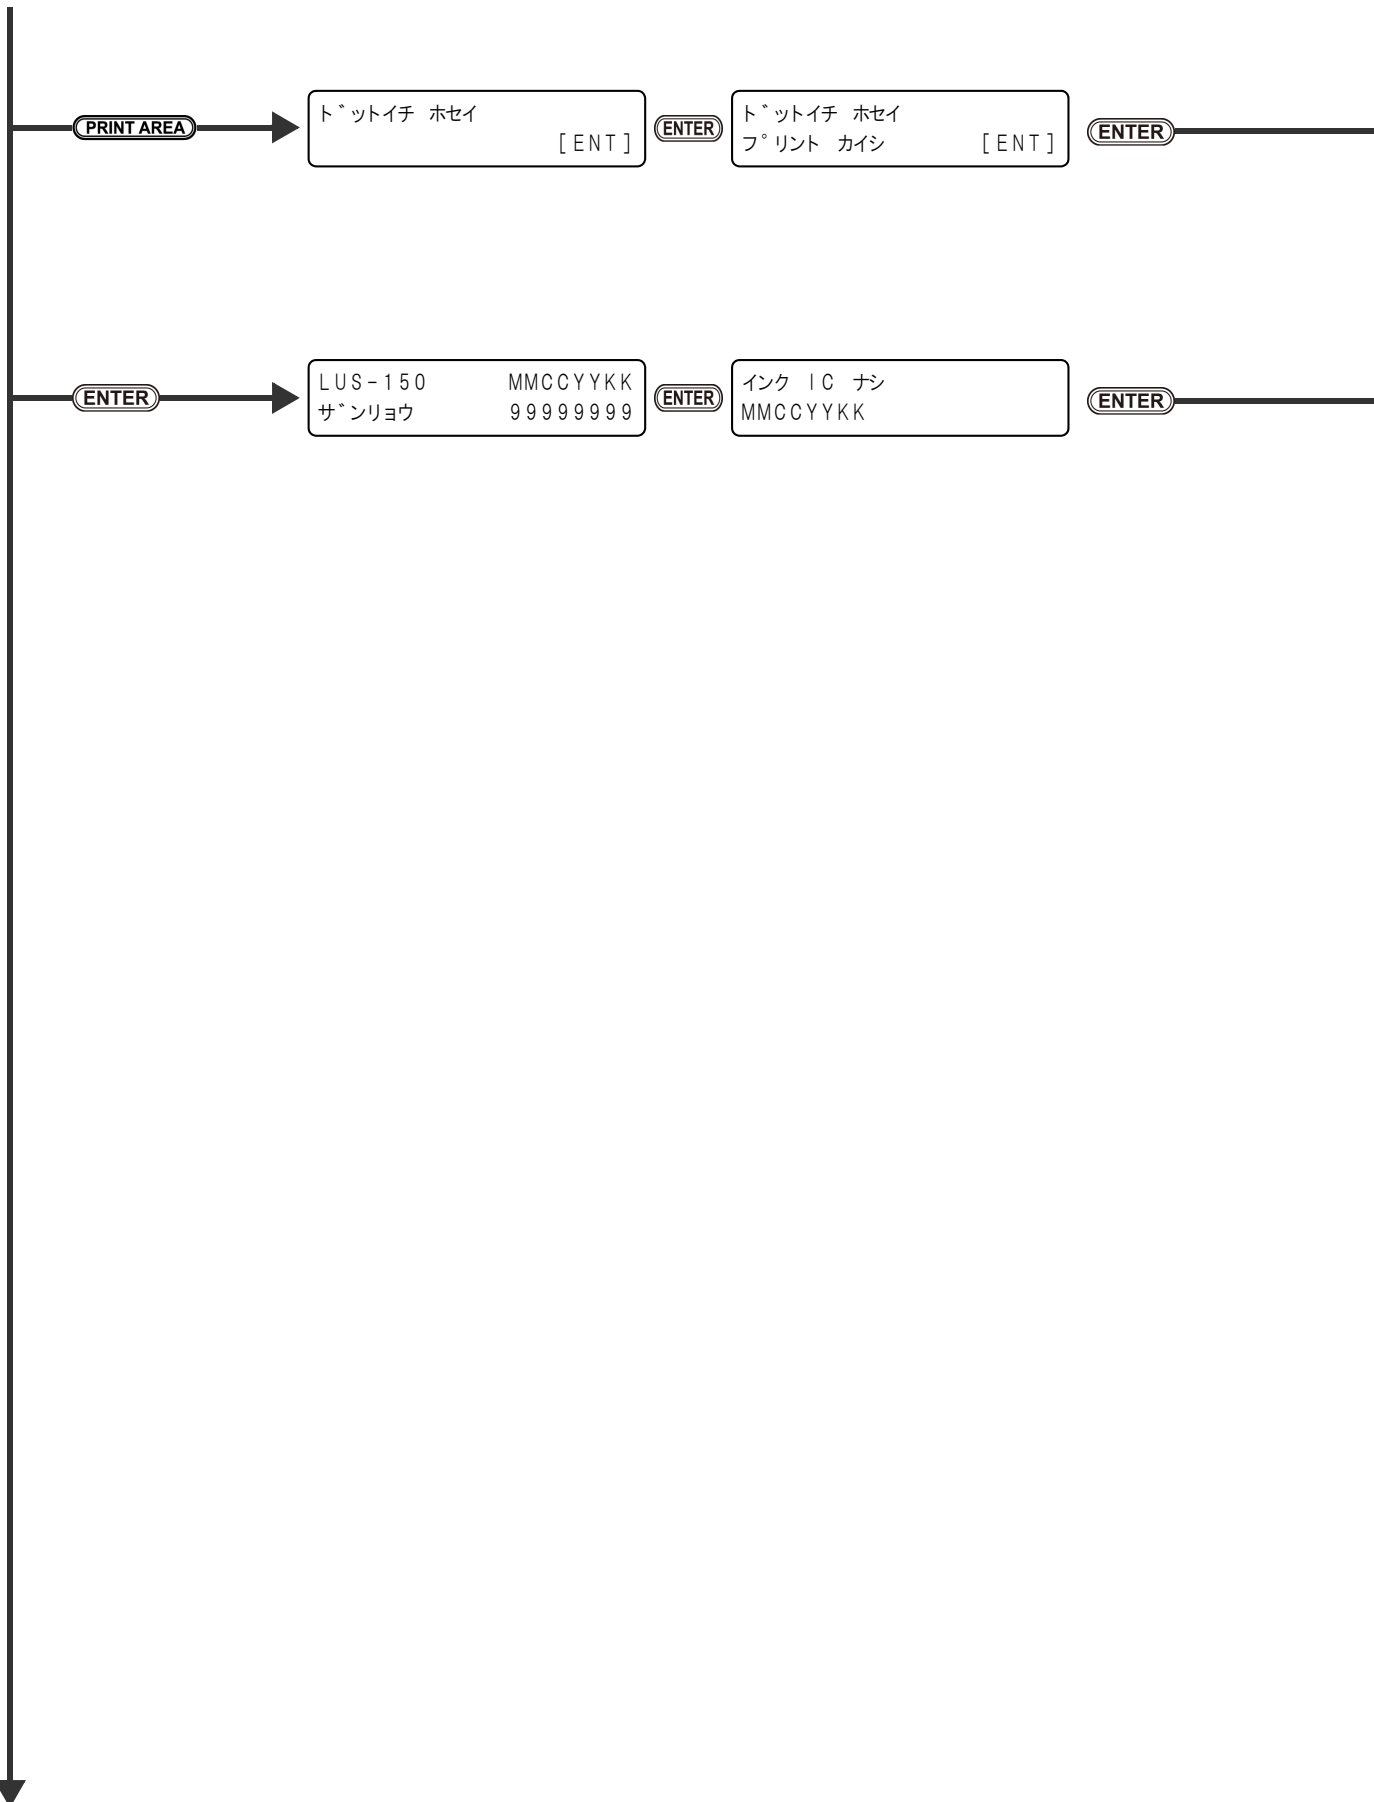 PRINT AREA
ト゛ットイチ ホセイ
[ENT]
ENTER
ト゛ットイチ ホセイ
フ゜リント カイシ [ENT]
ENTER
ENTER
LUS-150 MMCCYYKK
サ゛ンリョウ 99999999
ENTER
インク IC ナシ
MMCCYYKK
ENTER